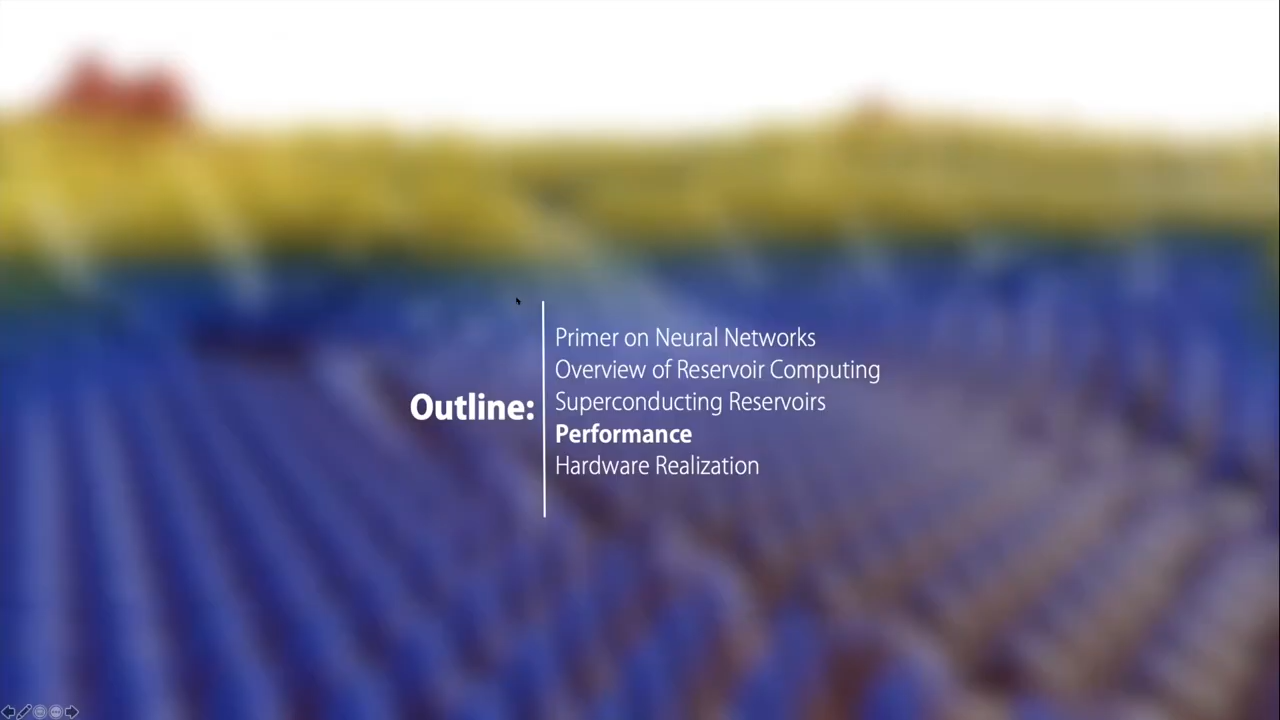 Outline:
Primer on Neural Networks
Overview of Reservoir Computing
Superconducting Reservoirs
Performance
Hardware Realization